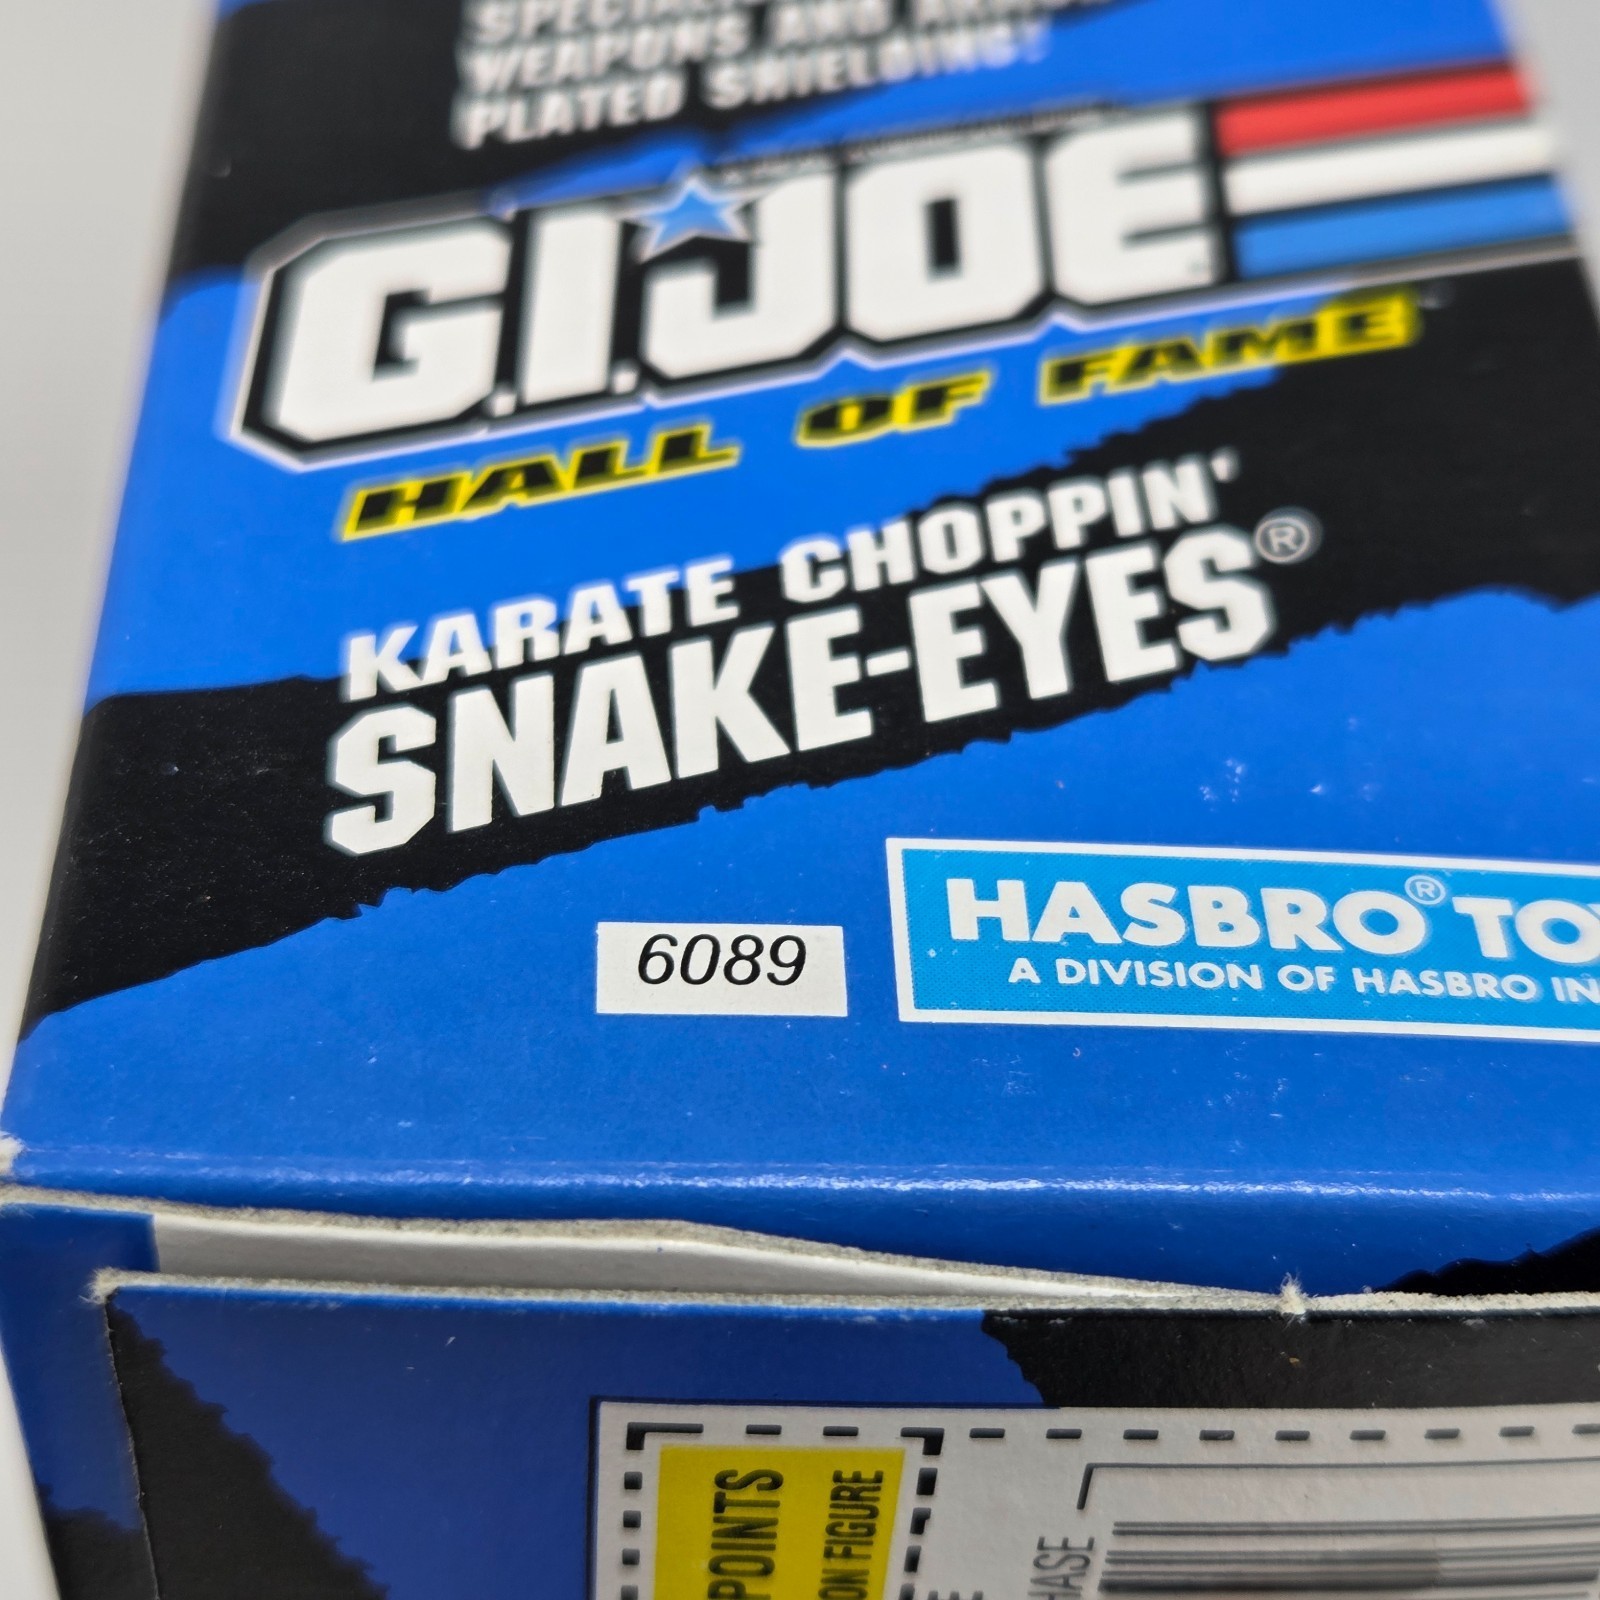 WEAPONS AND
PLATED SHIELDING!
G.I.JOE
HALL OF FAME
KARATE CHOPPIN'
SNAKE-EYES®
6089
HASBRO®
A DIVISION OF HASBRO
POINTS
ON FIGURE